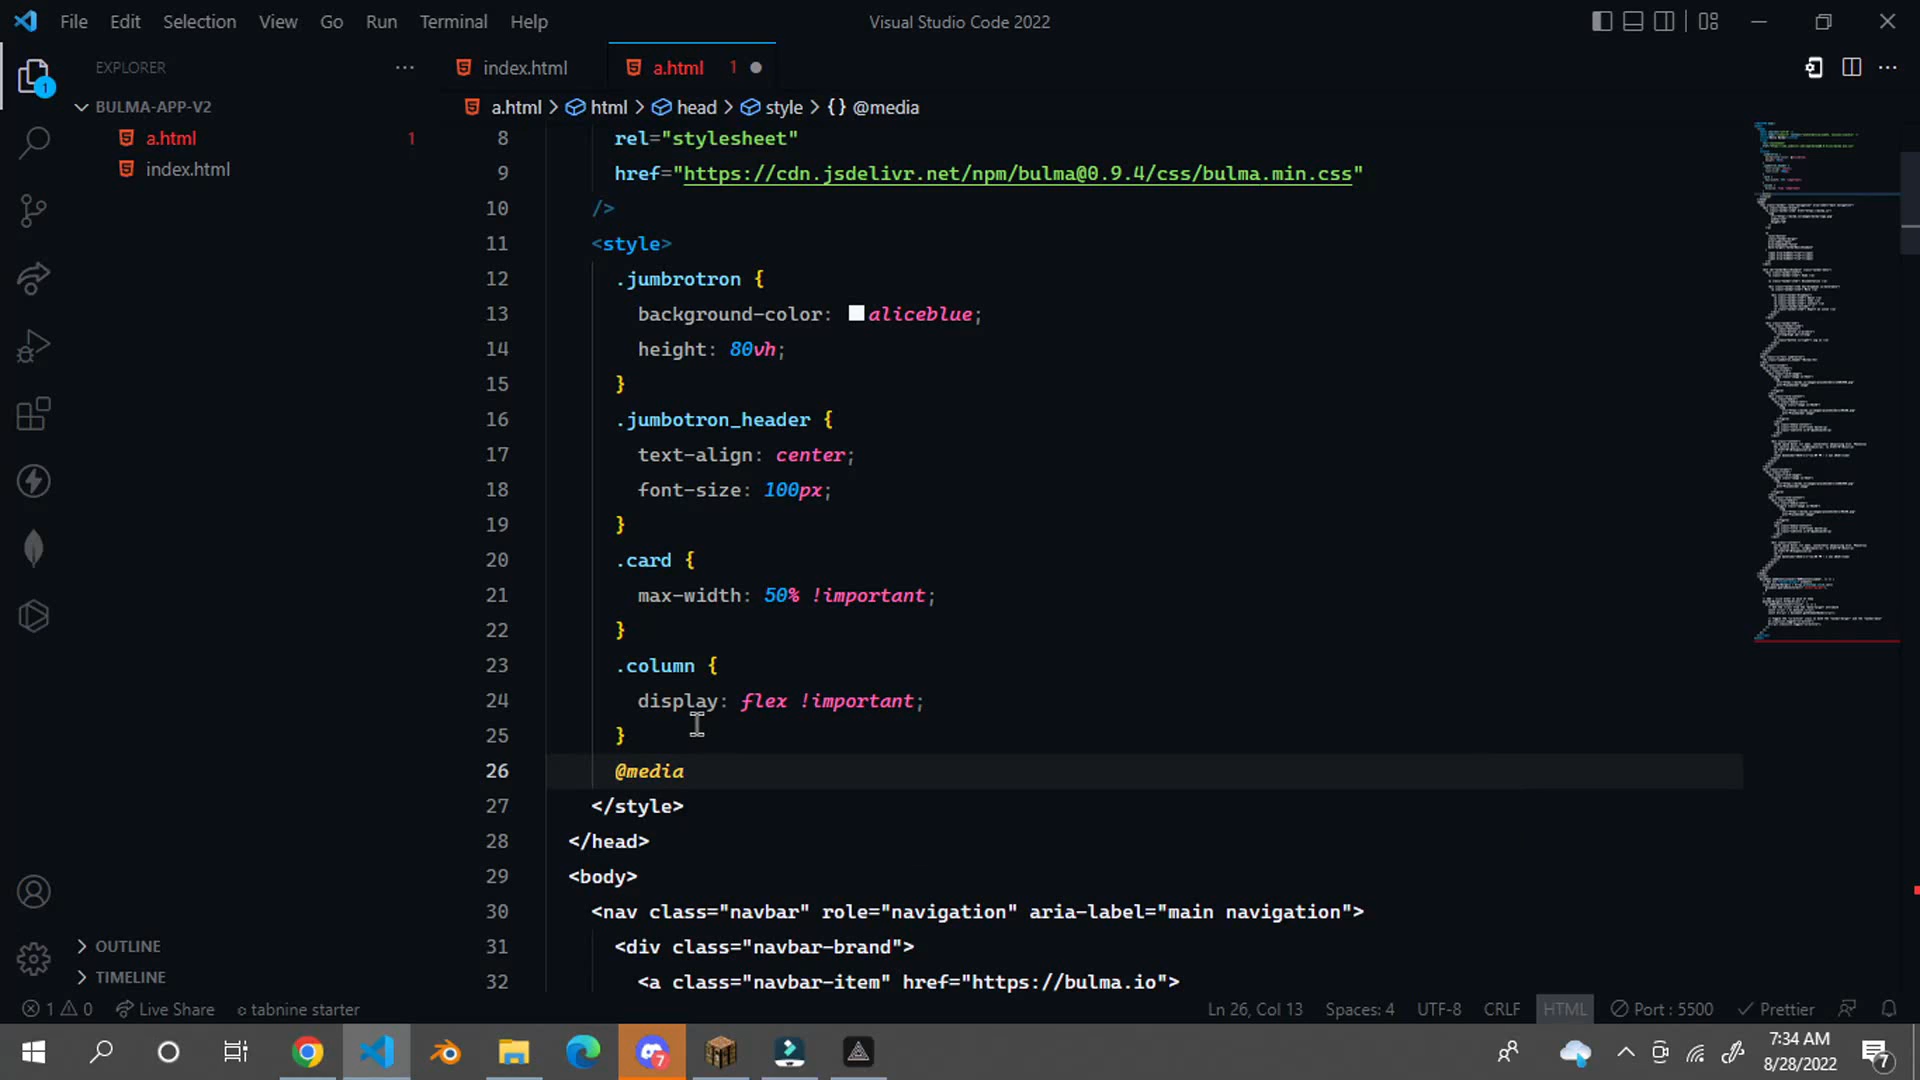 File Edit Selection View Go Run Terminal Help
Visual Studio Code 2022
EXPLORER
BULMA-APP-V2
a.html 1
index.html
OUTLINE
TIMELINE
1
index.html
a.html 1
a.html > html > head > style > {} @media
8 rel="stylesheet"
9 href="https://cdn.jsdelivr.net/npm/bulma@0.9.4/css/bulma.min.css"
10 />
11 <style>
12 .jumbrotron {
13 background-color: aliceblue;
14 height: 80vh;
15 }
16 .jumbotron_header {
17 text-align: center;
18 font-size: 100px;
19 }
20 .card {
21 max-width: 50% !important;
22 }
23 .column {
24 display: flex !important;
25 }
26 @media
27 </style>
28 </head>
29 <body>
30 <nav class="navbar" role="navigation" aria-label="main navigation">
31 <div class="navbar-brand">
32 <a class="navbar-item" href="https://bulma.io">
1 0 Live Share tabnine starter
Ln 26, Col 13 Spaces: 4 UTF-8 CRLF HTML Port : 5500 Prettier
7
7:34 AM
8/28/2022
7